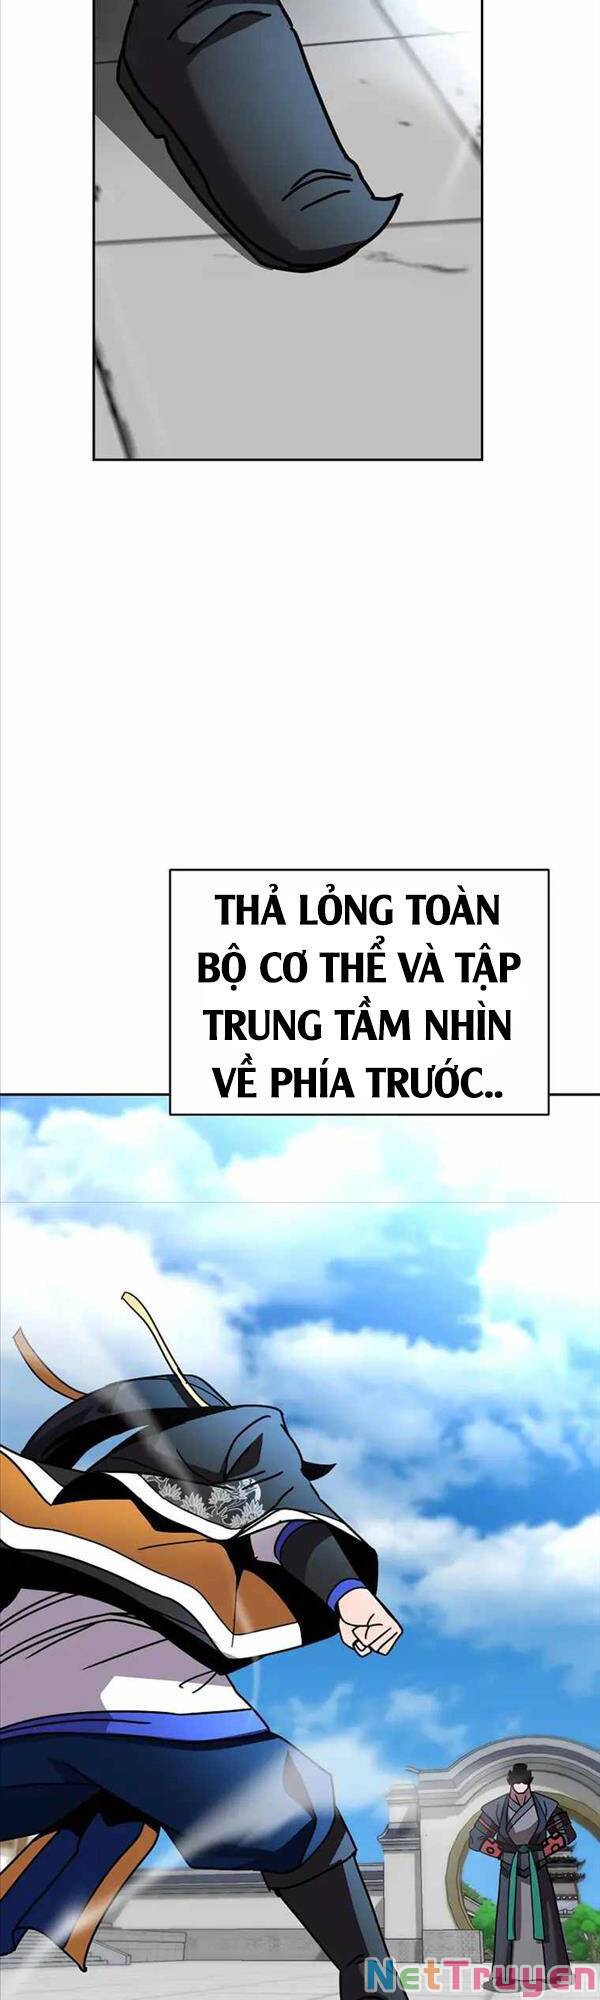 THẢ LỎNG TOÀN
BỘ CƠ THỂ VÀ TẬP
TRUNG TẦM NHÌN
VỀ PHÍA TRƯỚC..
NetTruyen